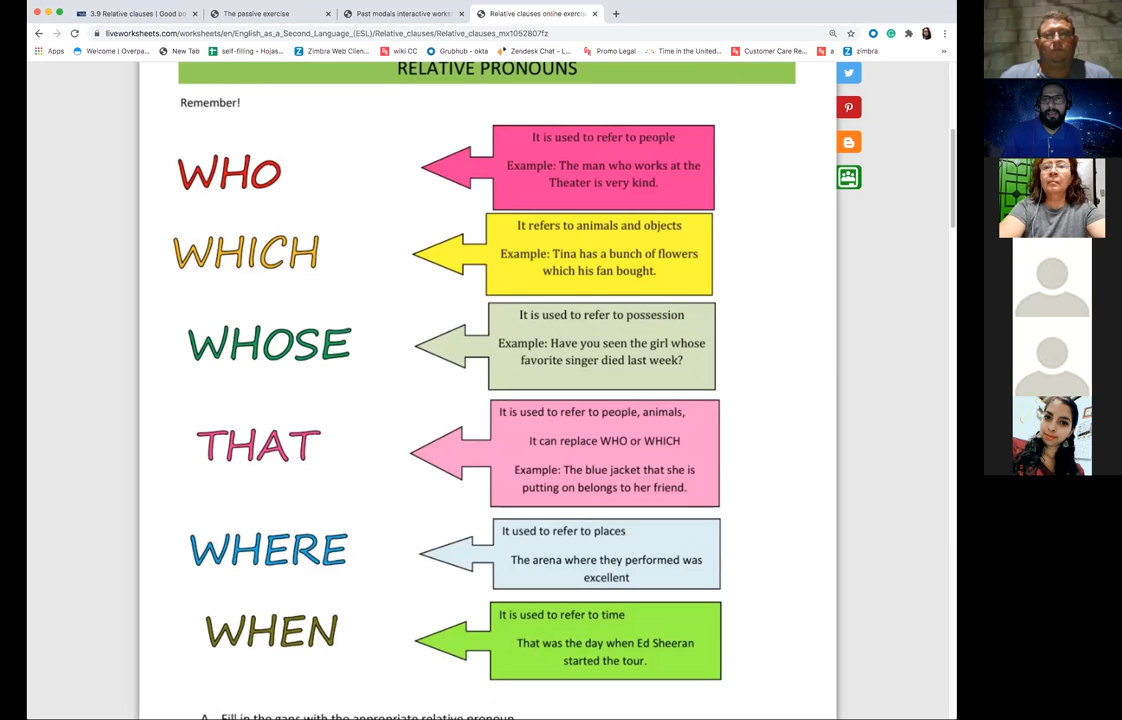 3.9 Relative clauses | Good be
The passive exercise
Past modals interactive works
Relative clauses online exercis
liveworksheets.com/worksheets/en/English_as_a_Second_Language_(ESL)/Relative_clauses/Relative_clauses_mx1052807fz
Apps
Welcome | Overpa...
New Tab
self-filling - Hojas...
Zimbra Web Clien...
wiki CC
Grubhub - okta
Zendesk Chat - L...
Promo Legal
Time in the United...
Customer Care Re...
a
zimbra
»
RELATIVE PRONOUNS
Remember!
WHO
It is used to refer to people
Example: The man who works at the
Theater is very kind.
WHICH
It refers to animals and objects
Example: Tina has a bunch of flowers
which his fan bought.
WHOSE
It is used to refer to possession
Example: Have you seen the girl whose
favorite singer died last week?
THAT
It is used to refer to people, animals,
It can replace WHO or WHICH
Example: The blue jacket that she is
putting on belongs to her friend.
WHERE
It used to refer to places
The arena where they performed was
excellent
WHEN
It is used to refer to time
That was the day when Ed Sheeran
started the tour.
A. Fill in the gaps with the appropriate relative pronoun